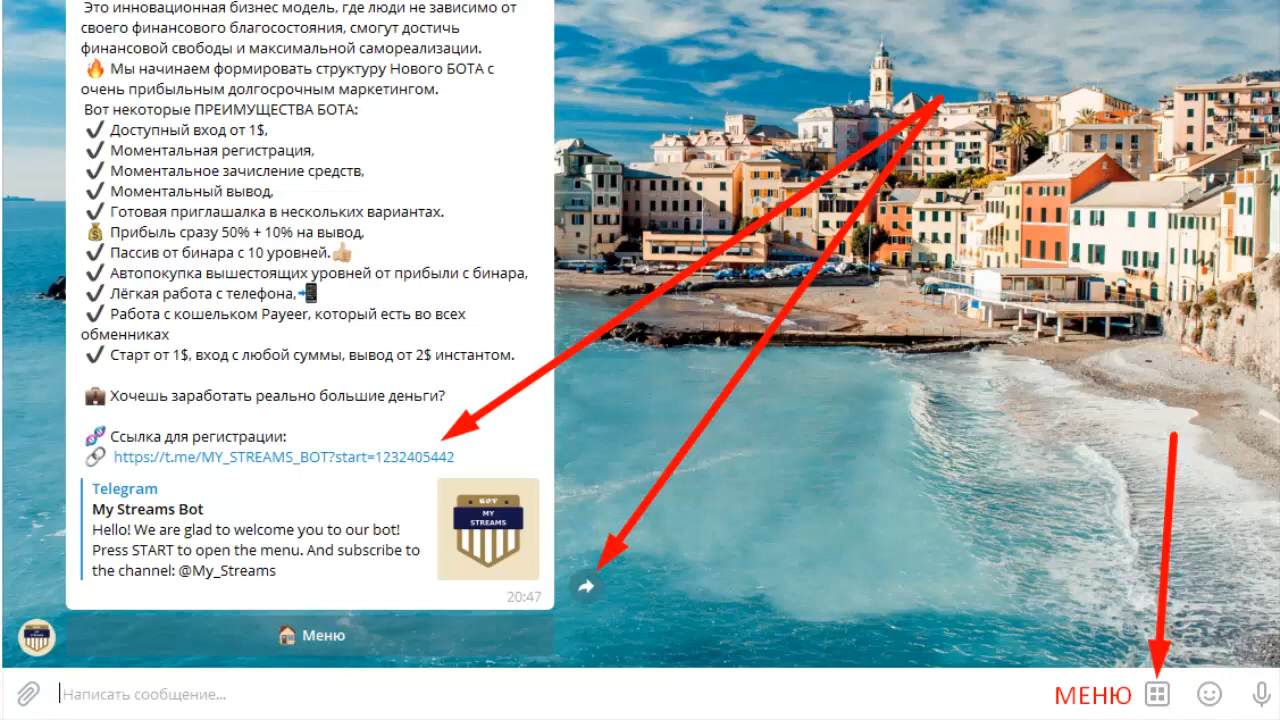 Это инновационная бизнес модель, где люди не зависимо от
своего финансового благосостояния, смогут достичь
финансовой свободы и максимальной самореализации.
🔥 Мы начинаем формировать структуру Нового БОТА с
очень прибыльным долгосрочным маркетингом.
Вот некоторые ПРЕИМУЩЕСТВА БОТА:
✔ Доступный вход от 1$,
✔ Моментальная регистрация,
✔ Моментальное зачисление средств,
✔ Моментальный вывод,
✔ Готовая приглашалка в нескольких вариантах.
💰 Прибыль сразу 50% + 10% на вывод,
✔ Пассив от бинара с 10 уровней.👍🏼
✔ Автопокупка вышестоящих уровней от прибыли с бинара,
✔ Лёгкая работа с телефона,📲
✔ Работа с кошельком Payeer, который есть во всех
обменниках
✔ Старт от 1$, вход с любой суммы, вывод от 2$ инстантом.
💼 Хочешь заработать реально большие деньги?
🧬 Ссылка для регистрации:
🔗 https://t.me/MY_STREAMS_BOT?start=1232405442
Telegram
My Streams Bot
Hello! We are glad to welcome you to our bot!
Press START to open the menu. And subscribe to
the channel: @My_Streams
БОТ
MY
STREAMS
20:47
🏠 Меню
Написать сообщение...
МЕНЮ